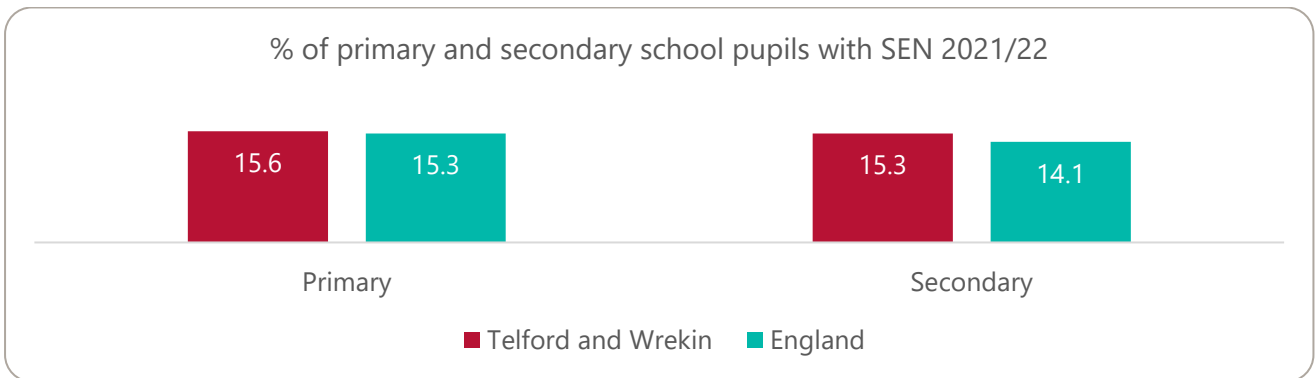 % of primary and secondary school pupils with SEN 2021/22
15.6
15.3
15.3
14.1
Primary
Secondary
Telford and Wrekin
England